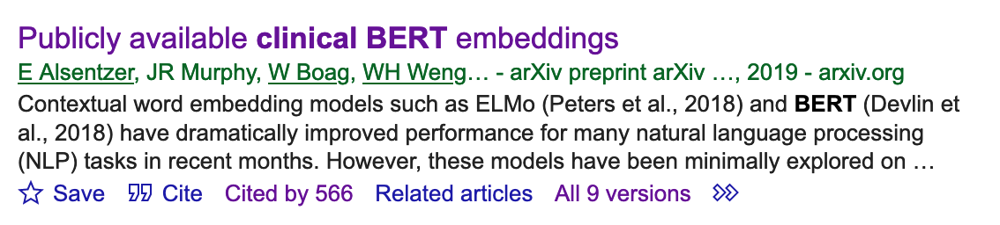 Publicly available clinical BERT embeddings
E Alsentzer, JR Murphy, W Boag, WH Weng… - arXiv preprint arXiv …, 2019 - arxiv.org
Contextual word embedding models such as ELMo (Peters et al., 2018) and BERT (Devlin et
al., 2018) have dramatically improved performance for many natural language processing
(NLP) tasks in recent months. However, these models have been minimally explored on …
Save Cite Cited by 566 Related articles All 9 versions